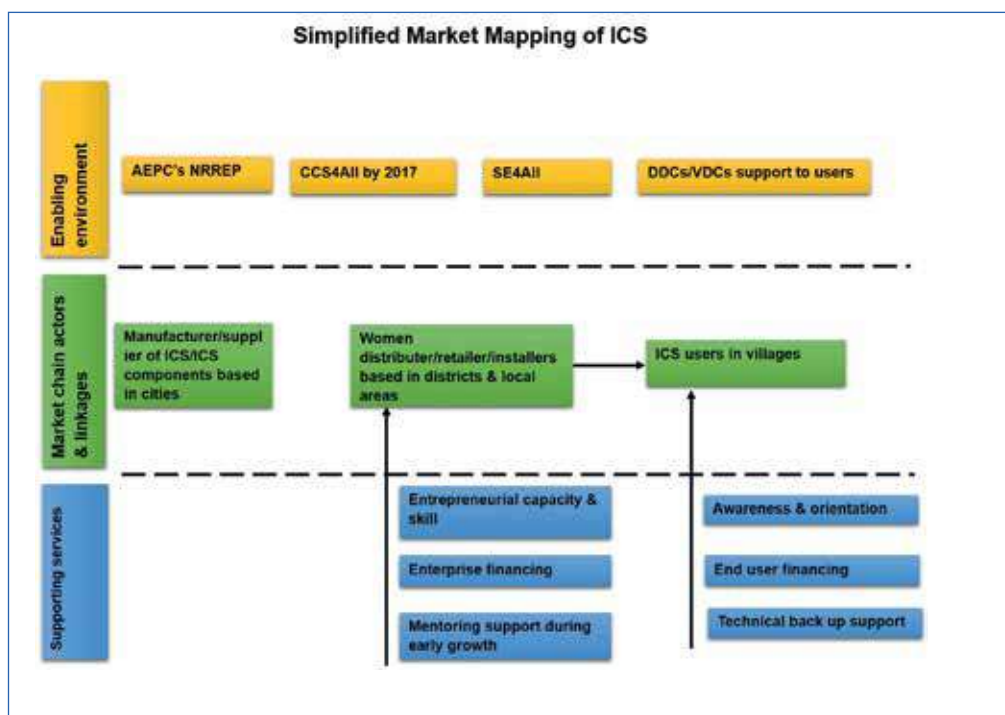 Simplified Market Mapping of ICS
Enabling
environment
AEPC's NRREP
CCS4All by 2017
SE4All
DDCs/VDCs support to users
Market chain actors
& linkages
Manufacturer/suppl
ier of ICS/ICS
components based
in cities
Women
distributer/retailer/installers
based in districts & local
areas
ICS users in villages
Supporting services
Entrepreneurial capacity &
skill
Enterprise financing
Mentoring support during
early growth
Awareness & orientation
End user financing
Technical back up support